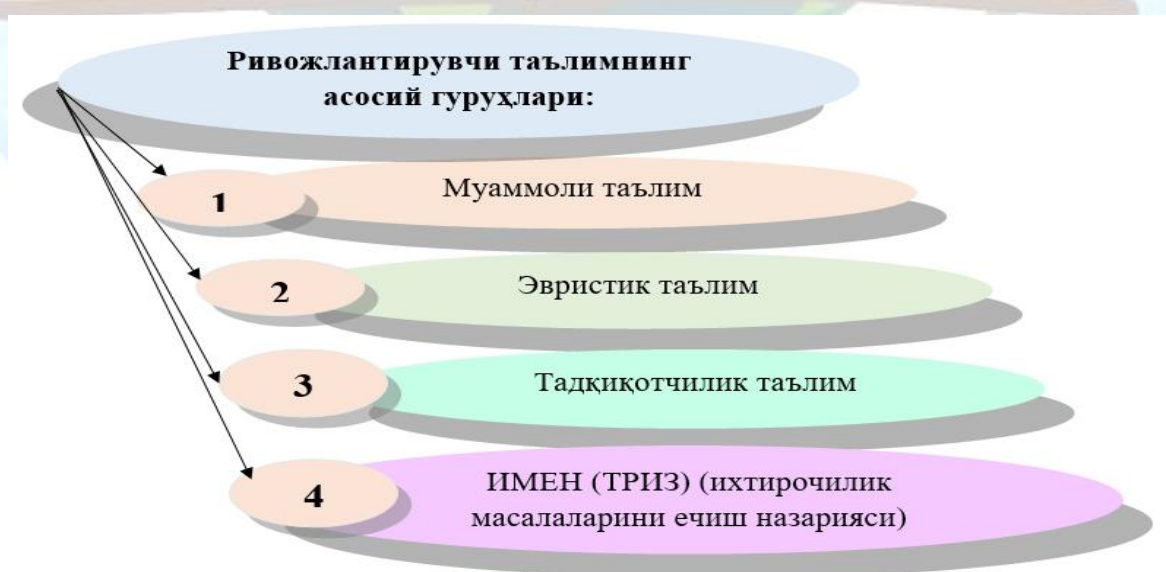 Ривожлантирувчи таълимнинг
асосий гуруҳлари:
1
Муаммоли таълим
2
Эвристик таълим
3
Тадқиқотчилик таълим
4
ИМЕН (ТРИЗ) (ихтирочилик
масалаларини ечиш назарияси)